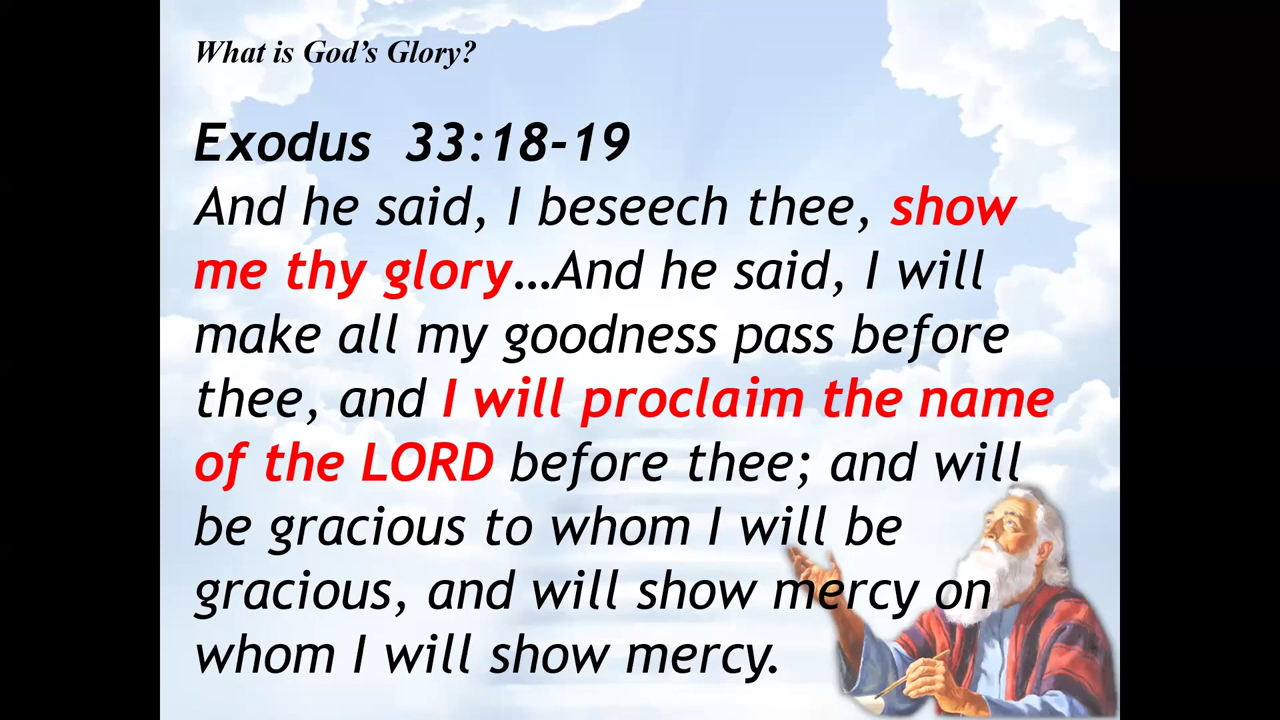 What is God's Glory?
Exodus 33:18-19
And he said, I beseech thee, show
me thy glory…And he said, I will
make all my goodness pass before
thee, and I will proclaim the name
of the LORD before thee; and will
be gracious to whom I will be
gracious, and will show mercy on
whom I will show mercy.